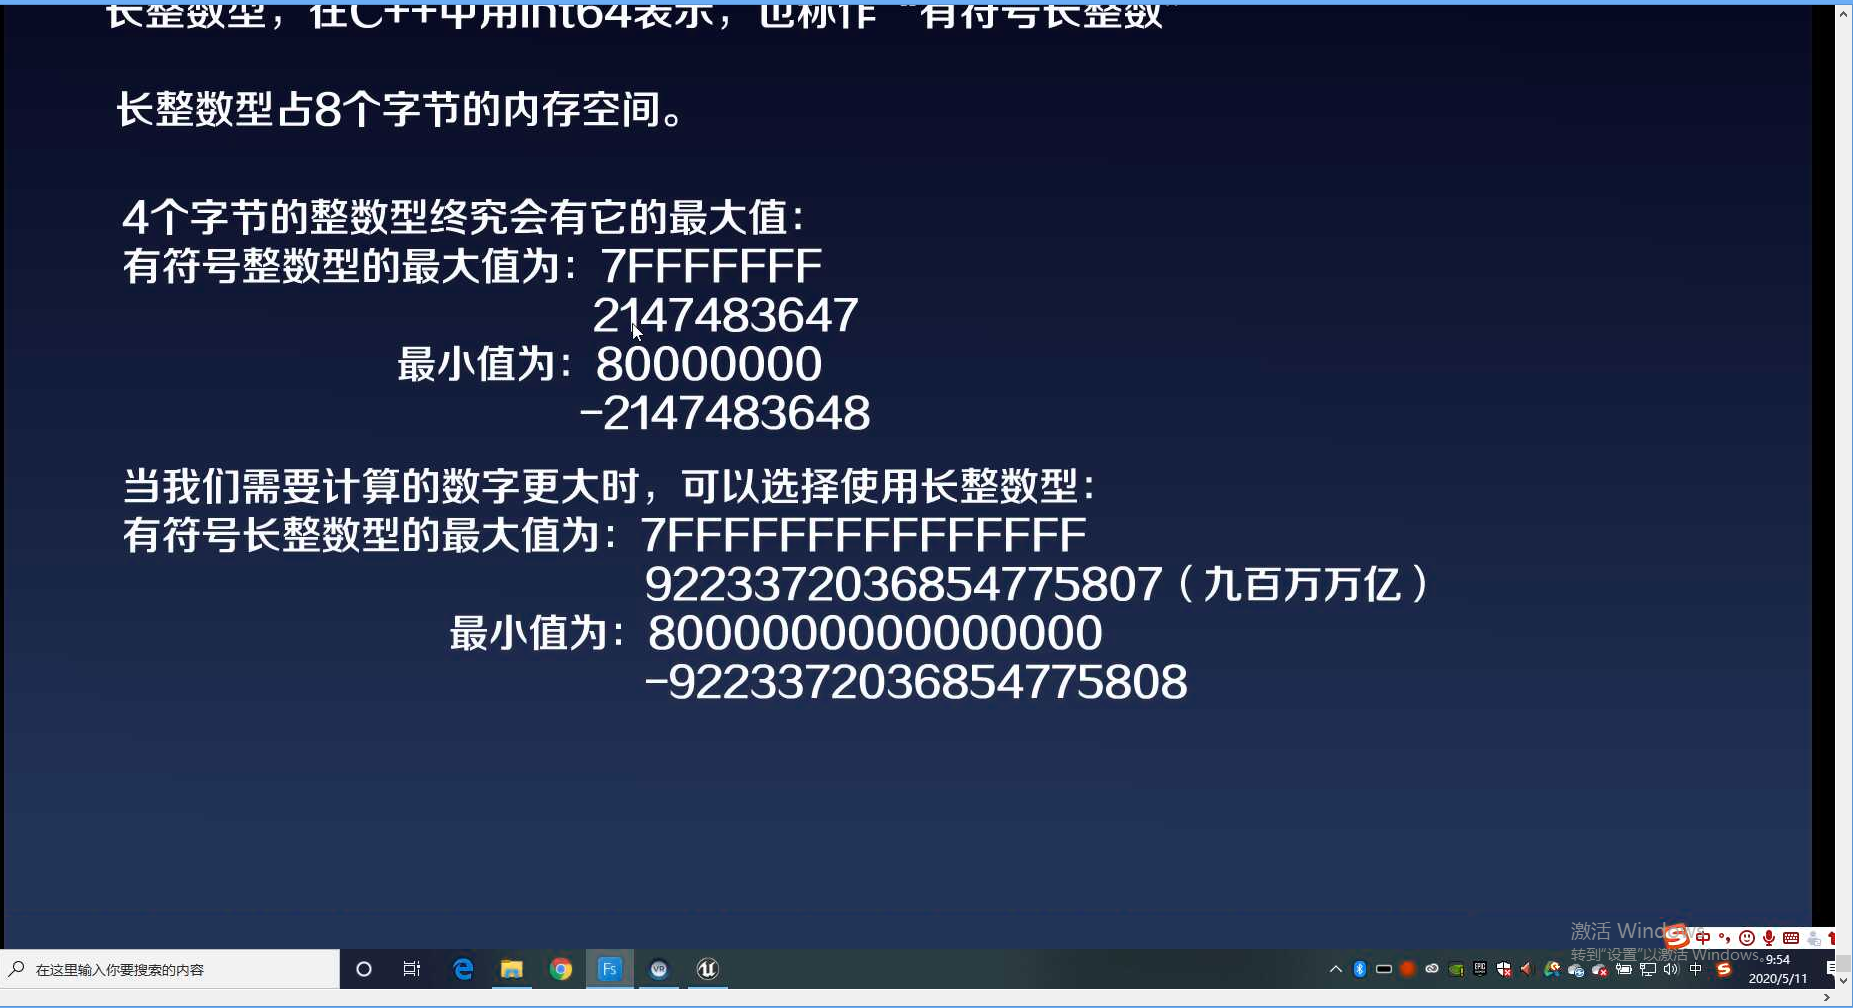 长整数型，在C++中用int64表示，也称作“有符号长整数”
长整数型占8个字节的内存空间。
4个字节的整数型终究会有它的最大值：
有符号整数型的最大值为：7FFFFFFF
2147483647
最小值为：80000000
-2147483648
当我们需要计算的数字更大时，可以选择使用长整数型：
有符号长整数型的最大值为：7FFFFFFFFFFFFFFF
9223372036854775807（九百万万亿）
最小值为：8000000000000000
-9223372036854775808
激活 Windows
转到“设置”以激活 Windows。
中
在这里输入你要搜索的内容
Fs
VR
EPIC
中
9:54
2020/5/11